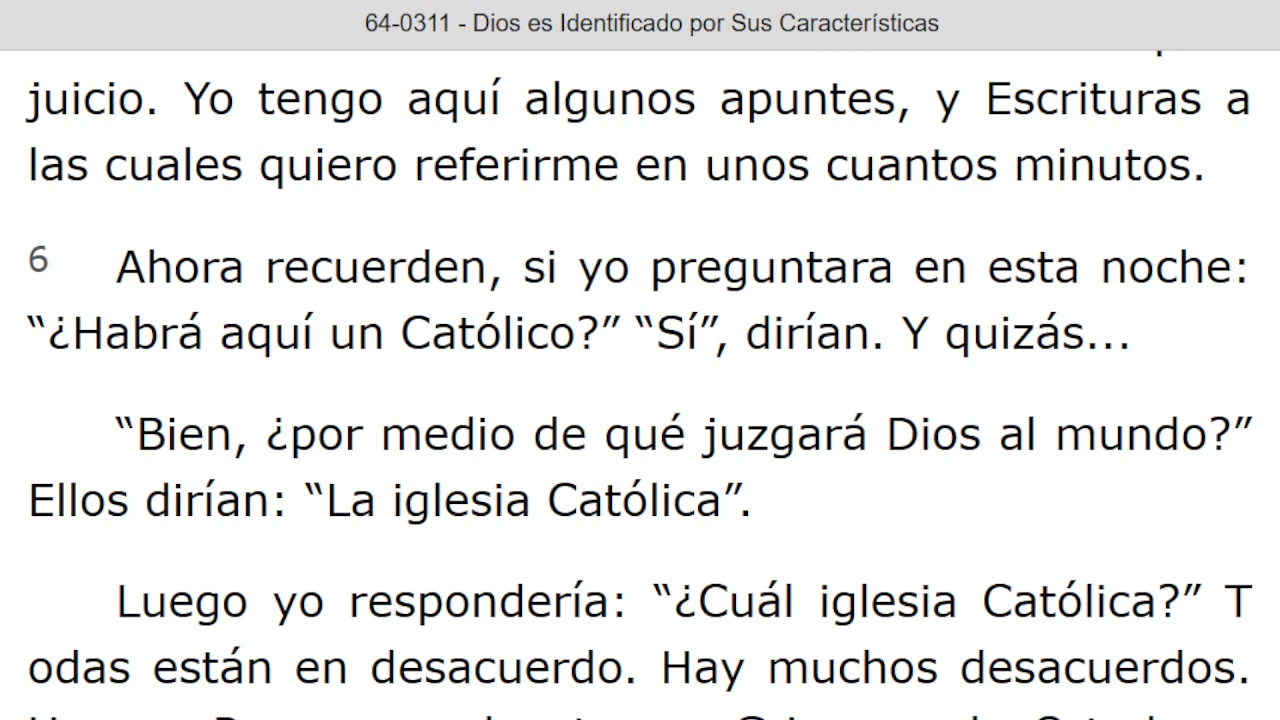 64-0311 - Dios es Identificado por Sus Características
juicio. Yo tengo aquí algunos apuntes, y Escrituras a
las cuales quiero referirme en unos cuantos minutos.
6 Ahora recuerden, si yo preguntara en esta noche:
“¿Habrá aquí un Católico?” “Sí”, dirían. Y quizás…
“Bien, ¿por medio de qué juzgará Dios al mundo?”
Ellos dirían: “La iglesia Católica”.
Luego yo respondería: “¿Cuál iglesia Católica?” T
odas están en desacuerdo. Hay muchos desacuerdos.